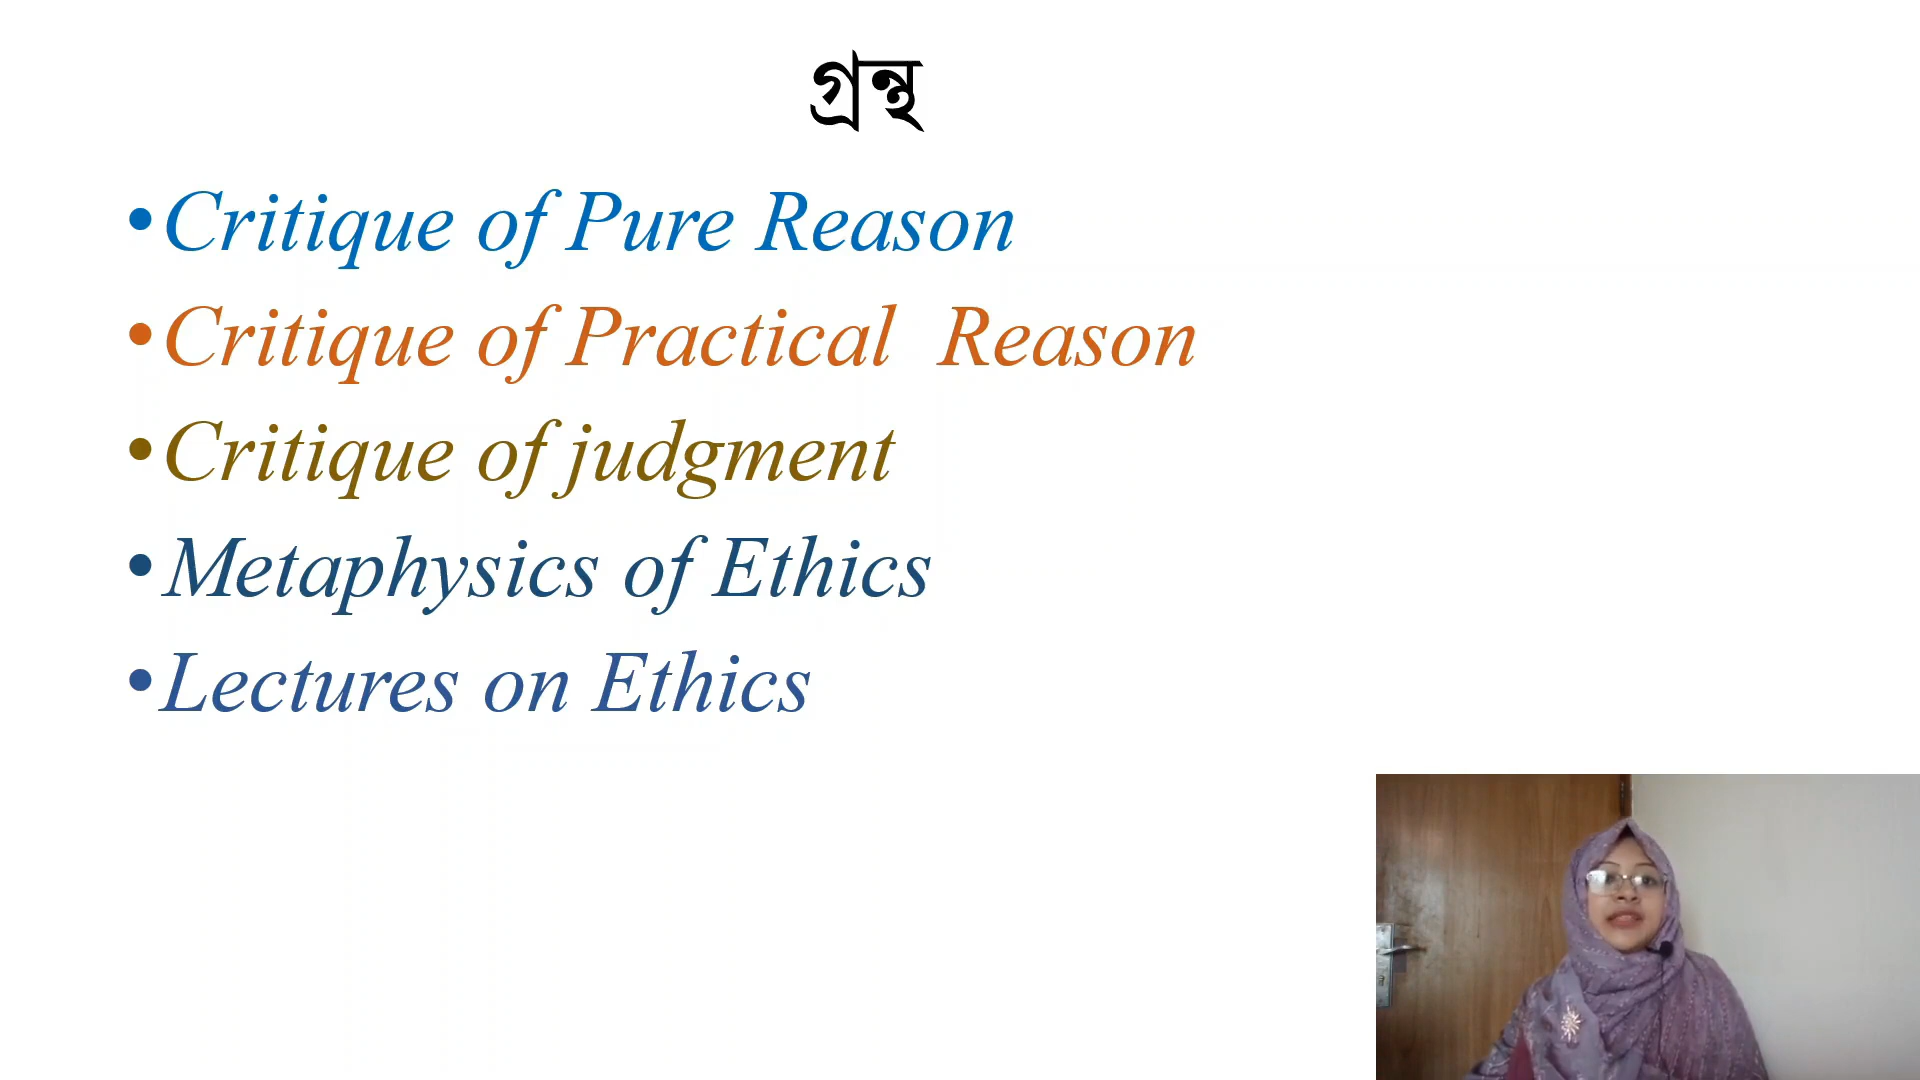 গ্রন্থ
•Critique of Pure Reason
•Critique of Practical  Reason
•Critique of judgment
•Metaphysics of Ethics
•Lectures on Ethics